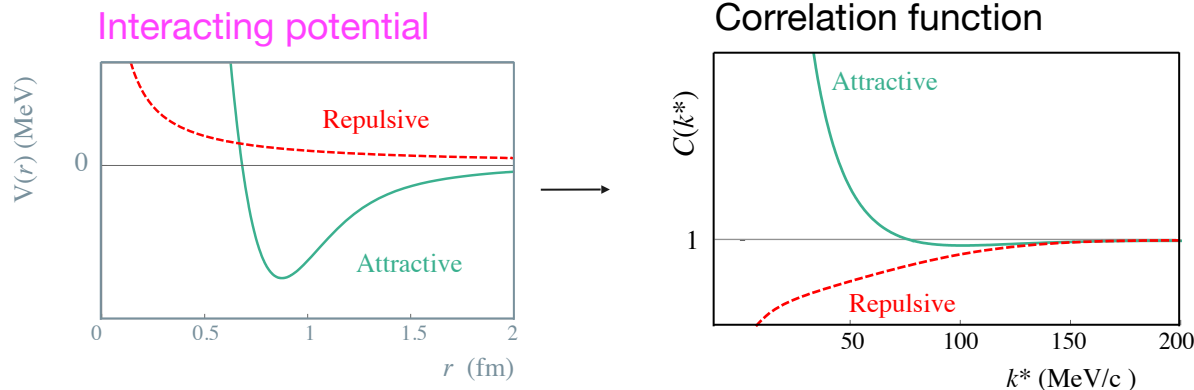 Interacting potential
V(r) (MeV)
0
Repulsive
Attractive
0
0.5
1
1.5
2
r (fm)
Correlation function
C(k*)
1
Attractive
Repulsive
50
100
150
200
k* (MeV/c )